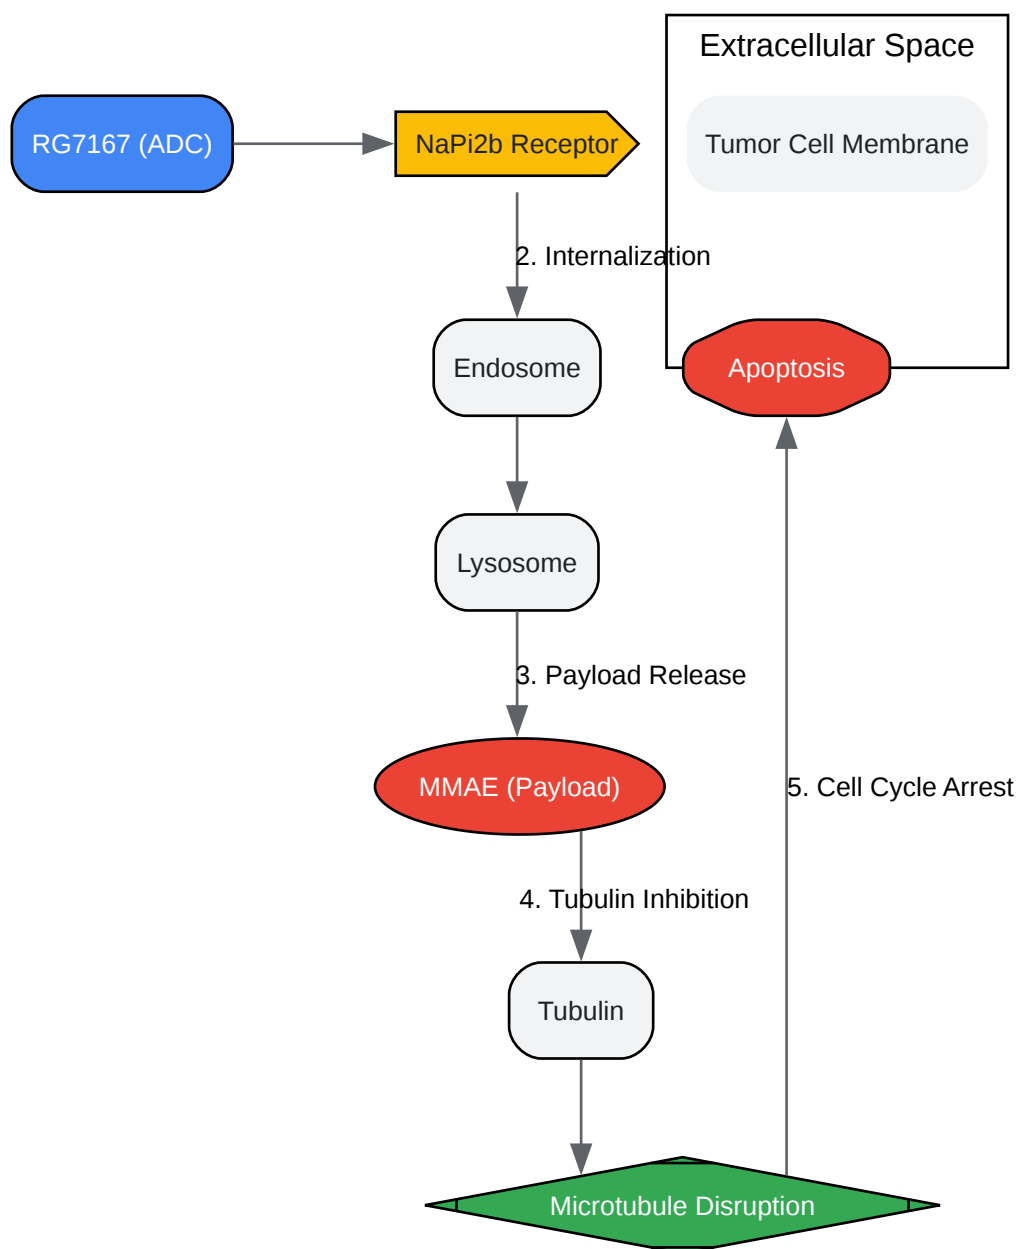 Extracellular Space
RG7167 (ADC)
NaPi2b Receptor
Tumor Cell Membrane
2. Internalization
Endosome
Apoptosis
Lysosome
3. Payload Release
MMAE (Payload)
5. Cell Cycle Arrest
4. Tubulin Inhibition
Tubulin
Microtubule Disruption